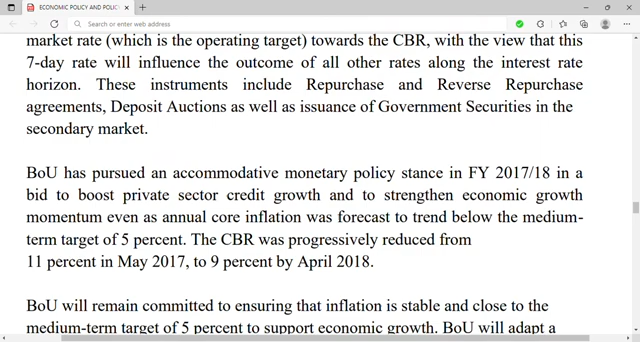 ECONOMIC POLICY AND POLIC
Search or enter web address
market rate (which is the operating target) towards the CBR, with the view that this
7-day rate will influence the outcome of all other rates along the interest rate
horizon. These instruments include Repurchase and Reverse Repurchase
agreements, Deposit Auctions as well as issuance of Government Securities in the
secondary market.
BoU has pursued an accommodative monetary policy stance in FY 2017/18 in a
bid to boost private sector credit growth and to strengthen economic growth
momentum even as annual core inflation was forecast to trend below the medium-
term target of 5 percent. The CBR was progressively reduced from
11 percent in May 2017, to 9 percent by April 2018.
BoU will remain committed to ensuring that inflation is stable and close to the
medium-term target of 5 percent to support economic growth. BoU will adapt a